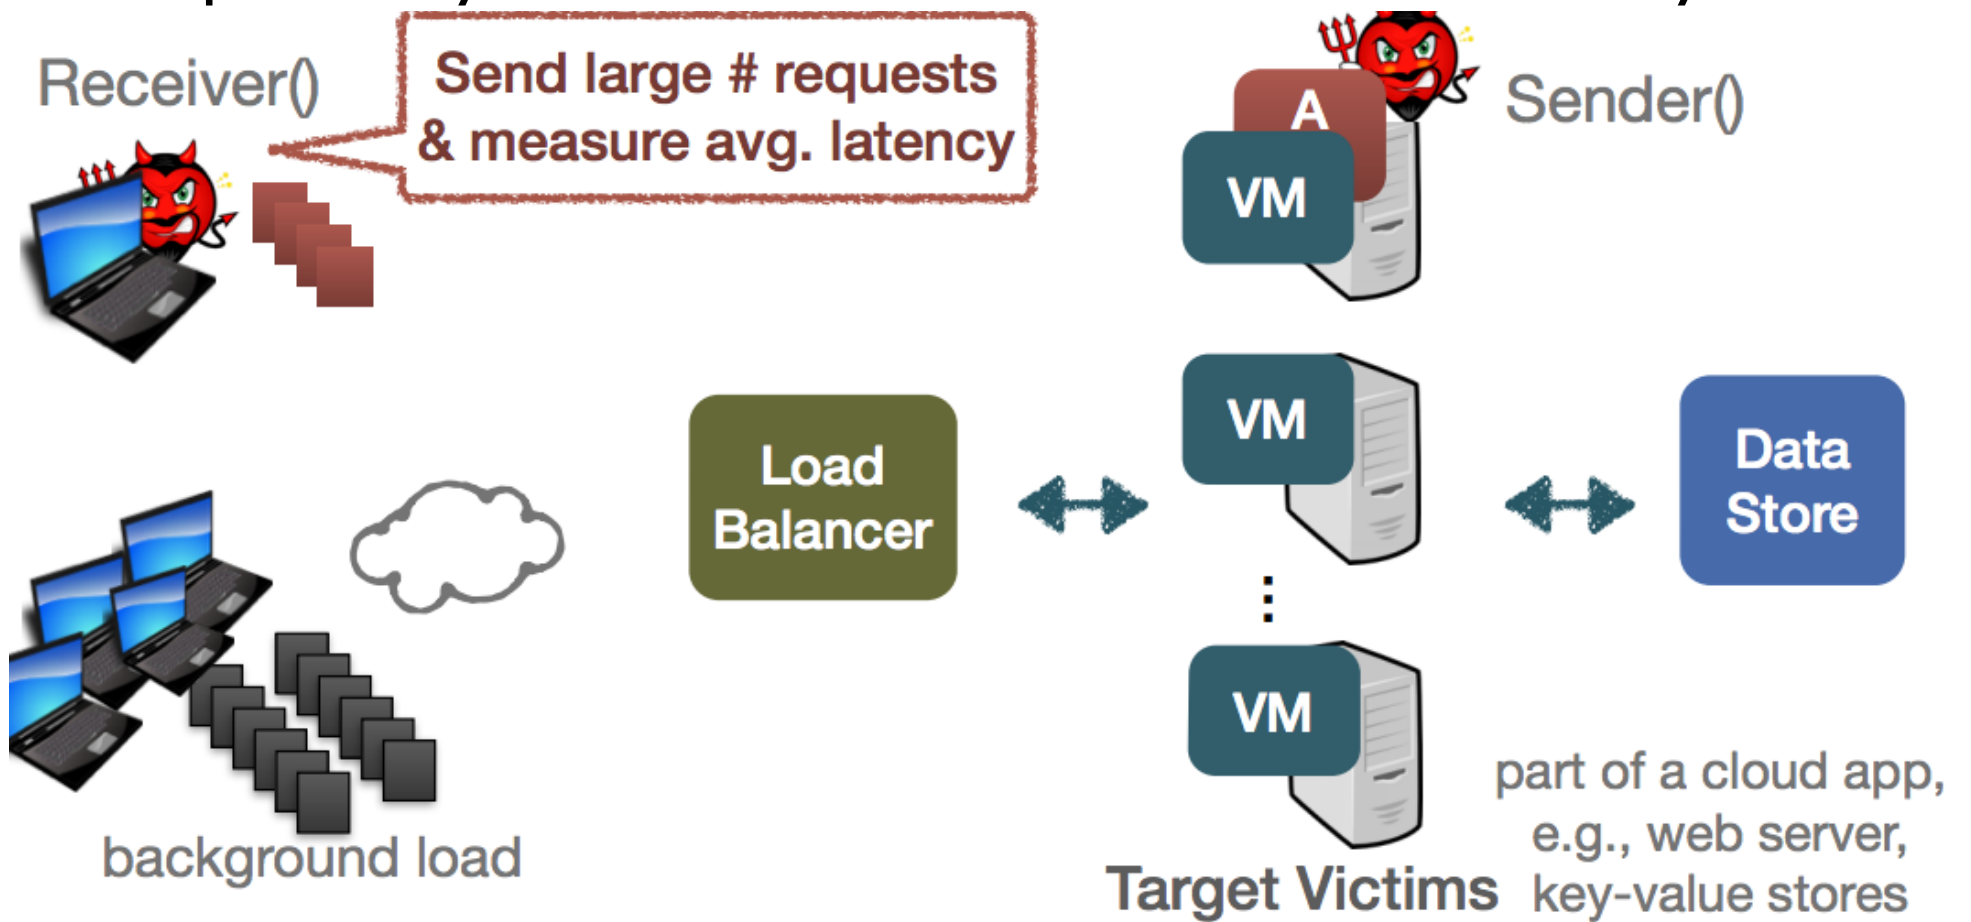 Receiver()
Send large # requests
& measure avg. latency
A
VM
Sender()
Load
Balancer
VM
Data
Store
⋮
VM
background load
Target Victims
part of a cloud app,
e.g., web server,
key-value stores